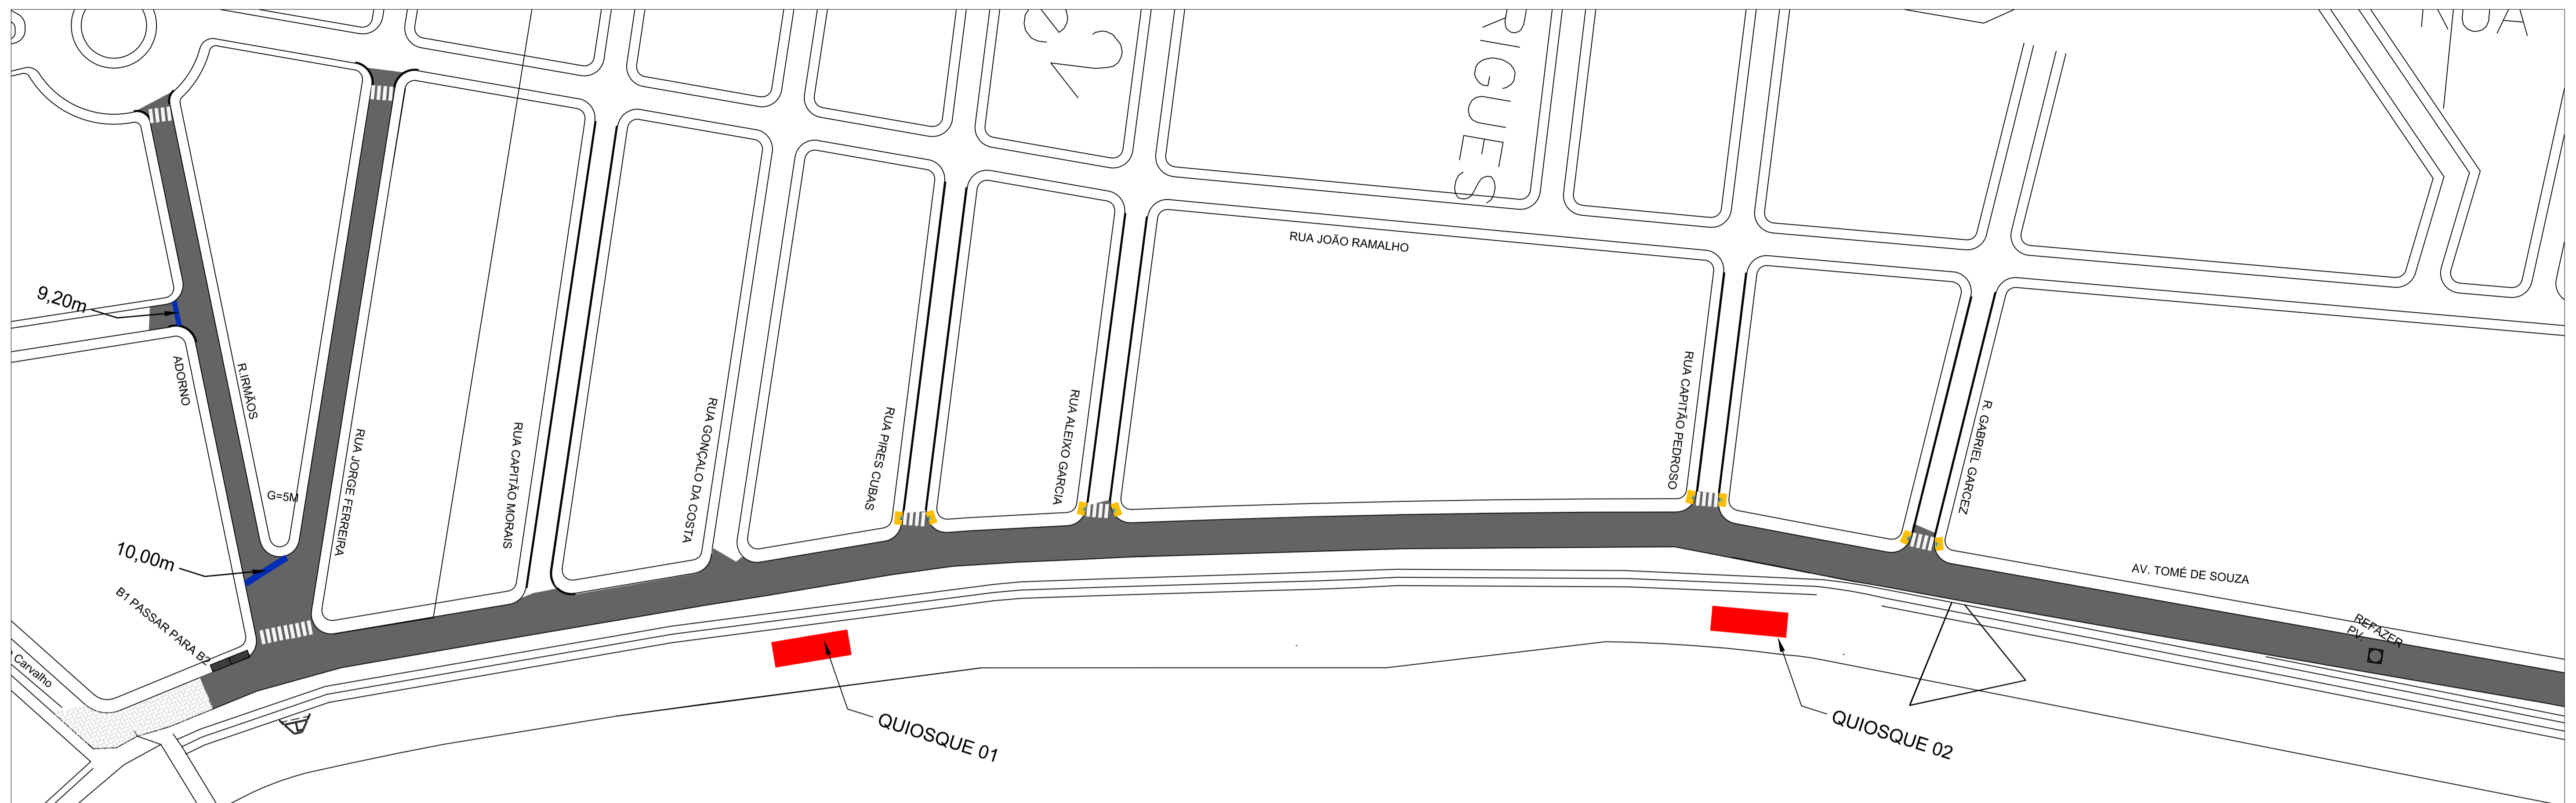 RIGUES
RUA
RUA JOÃO RAMALHO
9,20m
ADORNO
R.IRMÃOS
G=5M
RUA JORGE FERREIRA
RUA CAPITÃO MORAIS
RUA GONÇALO DA COSTA
RUA PIRES CUBAS
RUA ALEIXO GARCIA
RUA CAPITÃO PEDROSO
R. GABRIEL GARCEZ
10,00m
B1 PASSAR PARA B2
Carvalho
AV. TOMÉ DE SOUZA
REFAZER
PV.
QUIOSQUE 01
QUIOSQUE 02